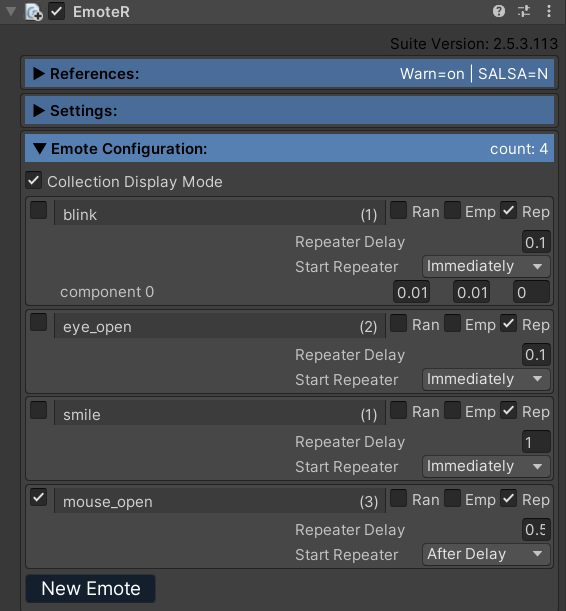 EmoteR
Suite Version: 2.5.3.113
References: Warn=on | SALSA=N
Settings:
Emote Configuration: count: 4
Collection Display Mode
blink (1) Ran Emp Rep
Repeater Delay 0.1
Start Repeater Immediately
component 0 0.01 0.01 0
eye_open (2) Ran Emp Rep
Repeater Delay 0.1
Start Repeater Immediately
smile (1) Ran Emp Rep
Repeater Delay 1
Start Repeater Immediately
mouse_open (3) Ran Emp Rep
Repeater Delay 0.5
Start Repeater After Delay
New Emote